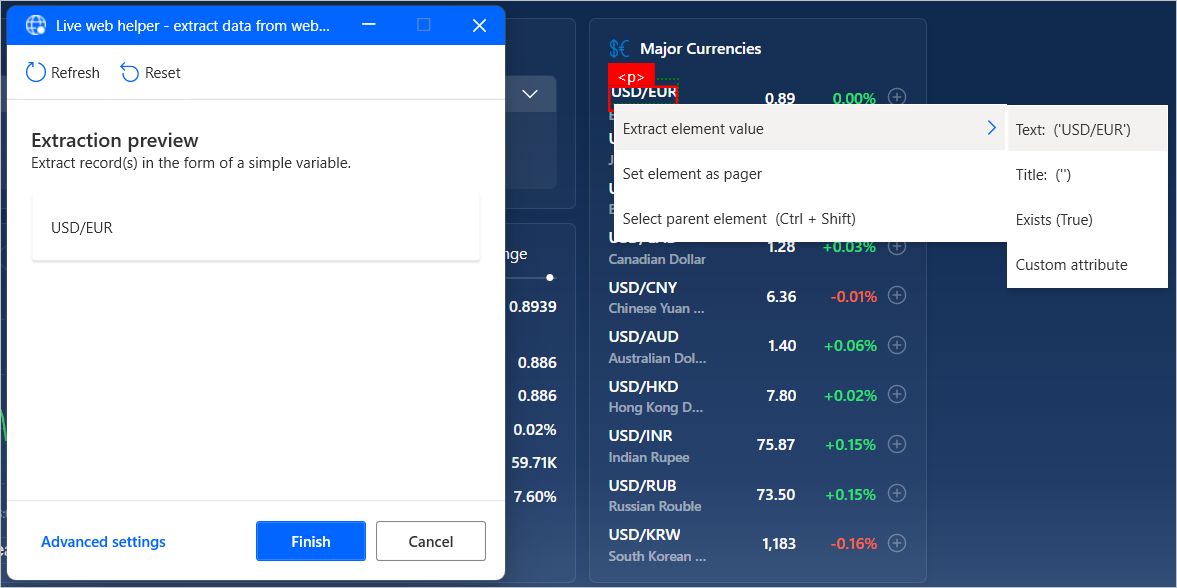 Live web helper - extract data from web...
Refresh
Reset
Extraction preview
Extract record(s) in the form of a simple variable.
USD/EUR
Advanced settings
Finish
Cancel
0.8939
0.886
0.886
0.02%
59.71K
7.60%
Major Currencies
<p>
USD/EUR 0.89 0.00%
Extract element value
Set element as pager
Select parent element (Ctrl + Shift)
Text: ('USD/EUR')
Title: ('')
Exists (True)
Custom attribute
1.28 +0.03%
Canadian Dollar
USD/CNY 6.36 -0.01%
Chinese Yuan ...
USD/AUD 1.40 +0.06%
Australian Dol...
USD/HKD 7.80 +0.02%
Hong Kong D...
USD/INR 75.87 +0.15%
Indian Rupee
USD/RUB 73.50 +0.15%
Russian Rouble
USD/KRW 1,183 -0.16%
South Korean ...